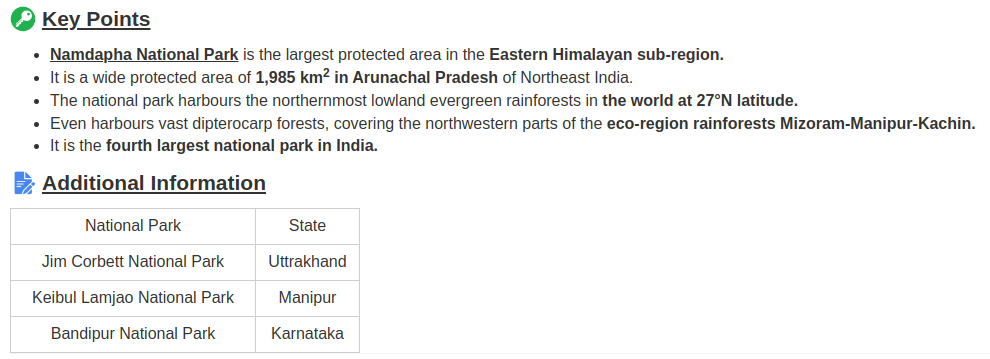 Key Points
Namdapha National Park is the largest protected area in the Eastern Himalayan sub-region.
It is a wide protected area of 1,985 km2 in Arunachal Pradesh of Northeast India.
The national park harbours the northernmost lowland evergreen rainforests in the world at 27°N latitude.
Even harbours vast dipterocarp forests, covering the northwestern parts of the eco-region rainforests Mizoram-Manipur-Kachin.
It is the fourth largest national park in India.
Additional Information
National Park State
Jim Corbett National Park Uttrakhand
Keibul Lamjao National Park Manipur
Bandipur National Park Karnataka